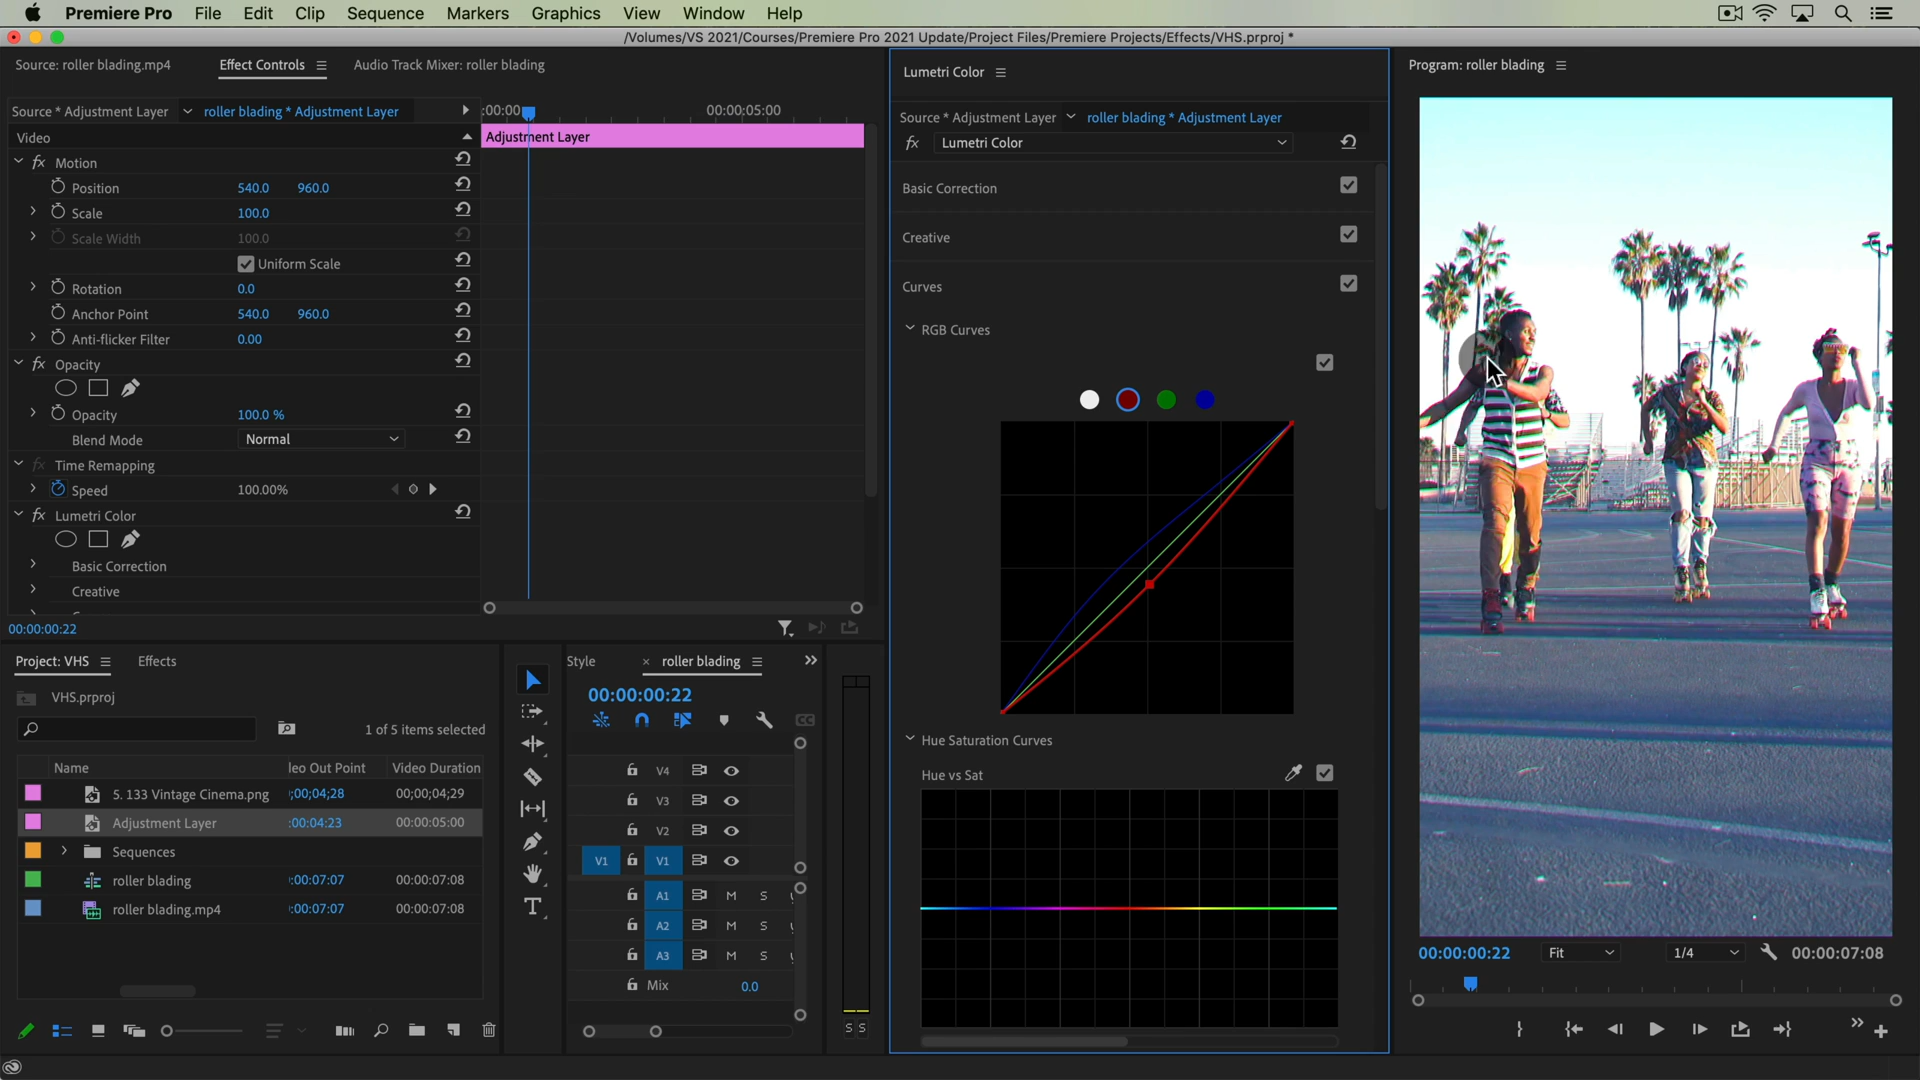 Premiere Pro File Edit Clip Sequence Markers Graphics View Window Help
/Volumes/VS 2021/Courses/Premiere Pro 2021 Update/Project Files/Premiere Projects/Effects/VHS.prproj *
Source: roller blading.mp4 Effect Controls Audio Track Mixer: roller blading
Source * Adjustment Layer roller blading * Adjustment Layer
:00:00 00:00:05:00
Video
Adjustment Layer
fx Motion
Position 540.0 960.0
Scale 100.0
Scale Width 100.0
Uniform Scale
Rotation 0.0
Anchor Point 540.0 960.0
Anti-flicker Filter 0.00
fx Opacity
Opacity 100.0 %
Blend Mode Normal
fx Time Remapping
Speed 100.00%
fx Lumetri Color
Basic Correction
Creative
00:00:00:22
Lumetri Color
Source * Adjustment Layer roller blading * Adjustment Layer
fx Lumetri Color
Basic Correction
Creative
Curves
RGB Curves
Hue Saturation Curves
Hue vs Sat
Program: roller blading
00:00:00:22 Fit 1/4 00:00:07:08
Project: VHS Effects
VHS.prproj
1 of 5 items selected
Name leo Out Point Video Duration
5. 133 Vintage Cinema.png ;00;04;28 00;00;04;29
Adjustment Layer :00:04:23 00:00:05:00
Sequences
roller blading :00:07:07 00:00:07:08
roller blading.mp4 :00:07:07 00:00:07:08
Style × roller blading
00:00:00:22
CC
V4
V3
V2
V1 V1
A1 M S
A2 M S
A3 M S
Mix 0.0
S S